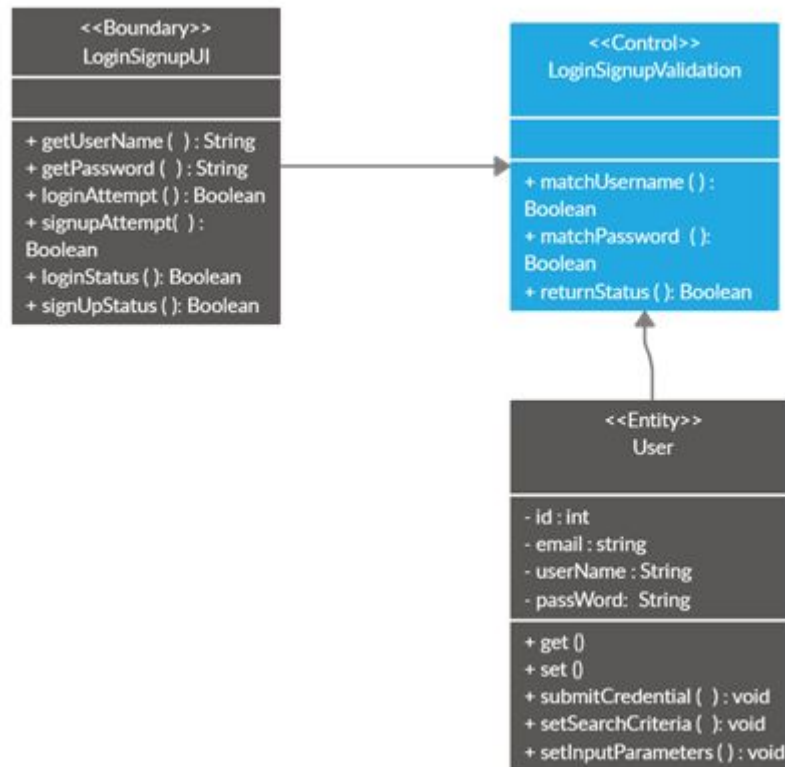 <<Boundary>>
LoginSignupUI
+ getUserName ( ) : String
+ getPassword ( ) : String
+ loginAttempt ( ) : Boolean
+ signupAttempt( ) :
Boolean
+ loginStatus ( ): Boolean
+ signUpStatus ( ): Boolean
<<Control>>
LoginSignupValidation
+ matchUsername ( ) :
Boolean
+ matchPassword ( ):
Boolean
+ returnStatus ( ): Boolean
<<Entity>>
User
- id : int
- email : string
- userName : String
- passWord: String
+ get ()
+ set ()
+ submitCredential ( ) : void
+ setSearchCriteria ( ): void
+ setInputParameters ( ) : void